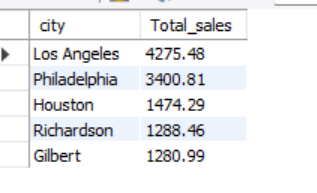 city Total_sales
Los Angeles 4275.48
Philadelphia 3400.81
Houston 1474.29
Richardson 1288.46
Gilbert 1280.99